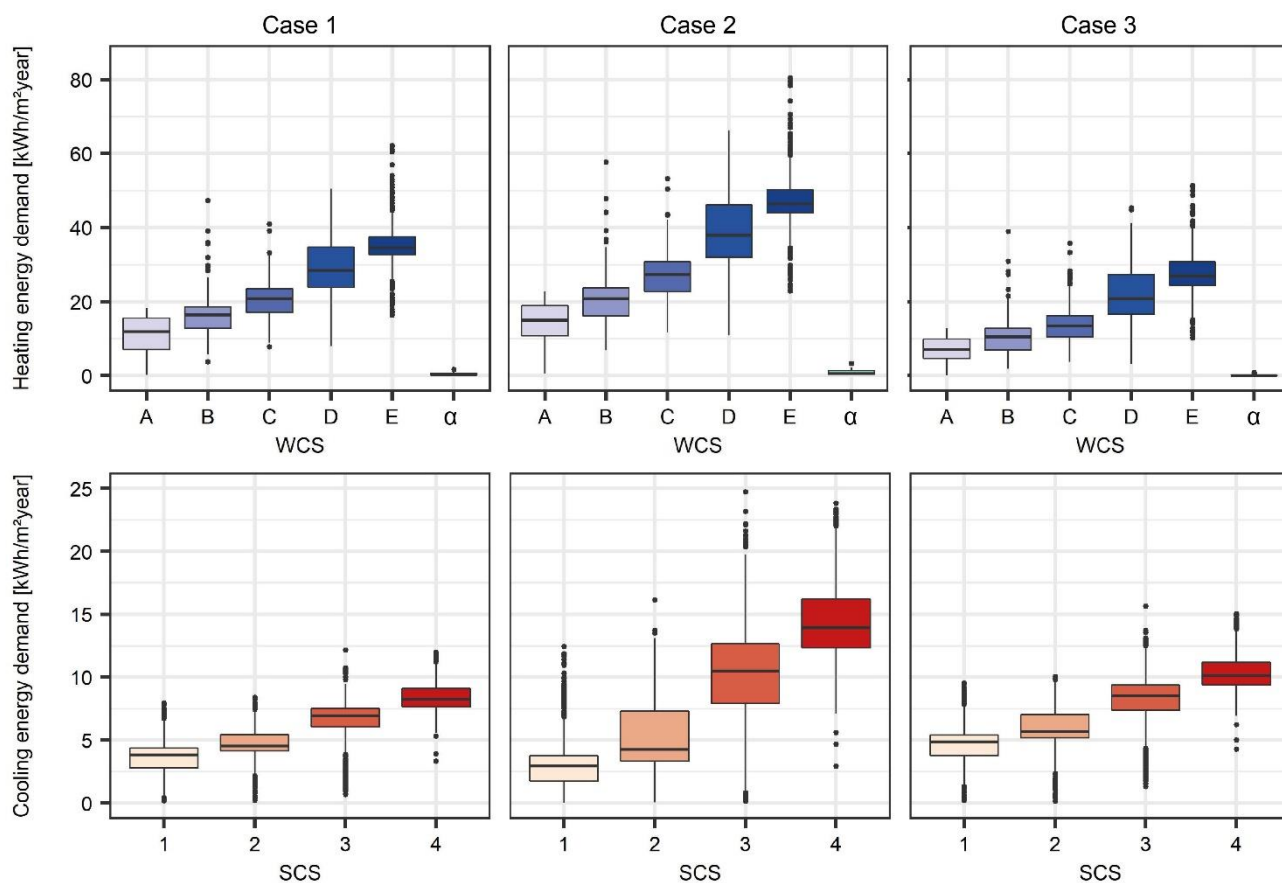 Case 1 Case 2 Case 3
Heating energy demand [kWh/m²year]
80
60
40
20
0
A B C D E α A B C D E α A B C D E α
WCS WCS WCS
Cooling energy demand [kWh/m²year]
25
20
15
10
5
0
1 2 3 4 1 2 3 4 1 2 3 4
SCS SCS SCS